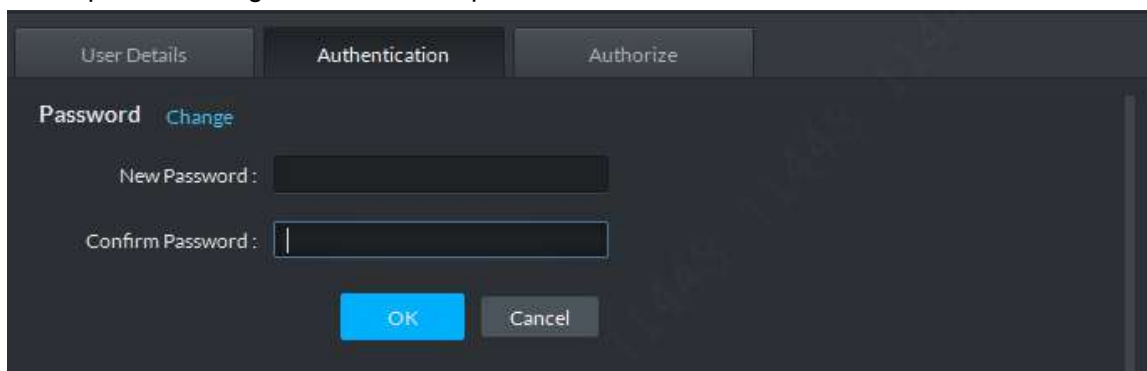 User Details Authentication Authorize
Password Change
New Password :
Confirm Password :
OK Cancel